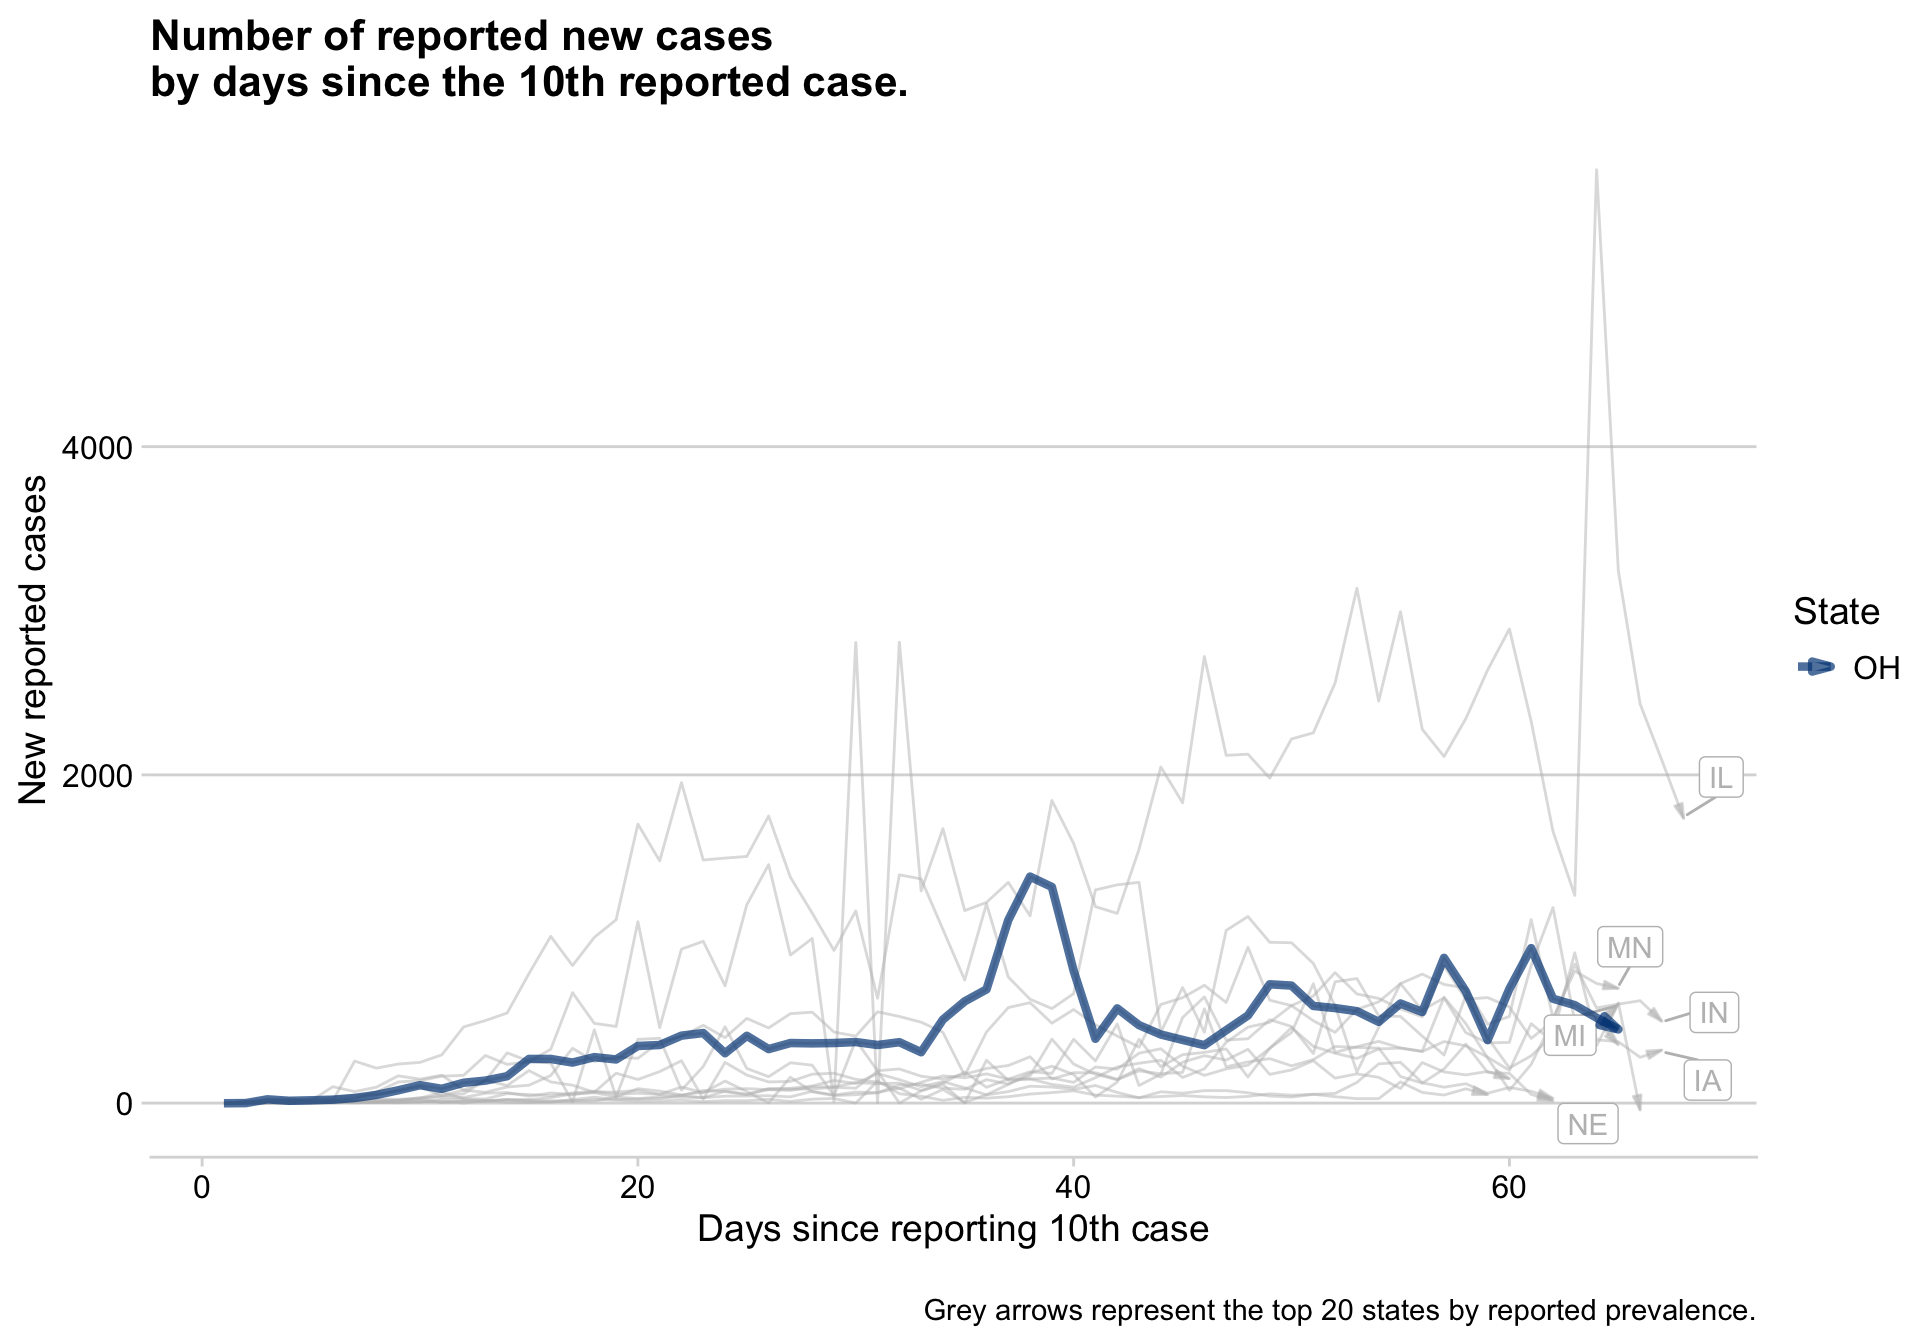 Number of reported new cases
by days since the 10th reported case.
New reported cases
4000
2000
0
0
20
40
60
Days since reporting 10th case
IL
MN
IN
MI
IA
NE
State
OH
Grey arrows represent the top 20 states by reported prevalence.